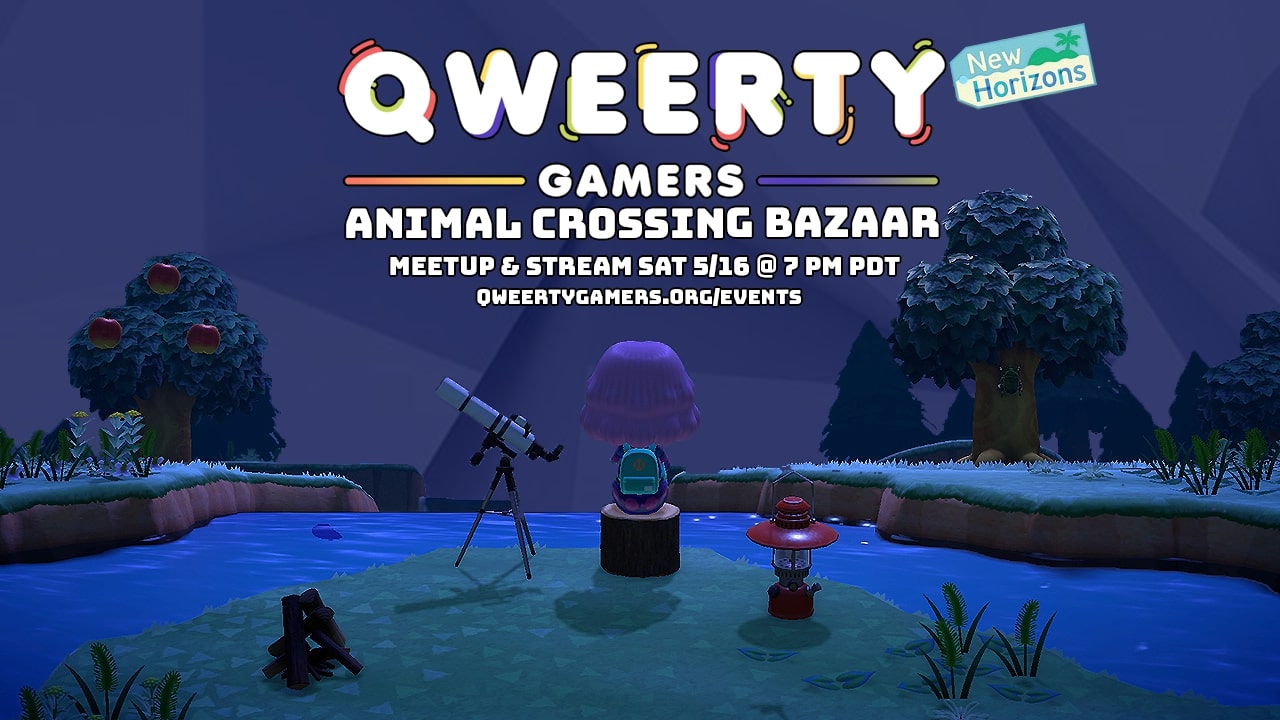 QWEERTY
New
Horizons
GAMERS
ANIMAL CROSSING BAZAAR
MEETUP & STREAM SAT 5/16 @ 7 PM PDT
QWEERTYGAMERS.ORG/EVENTS